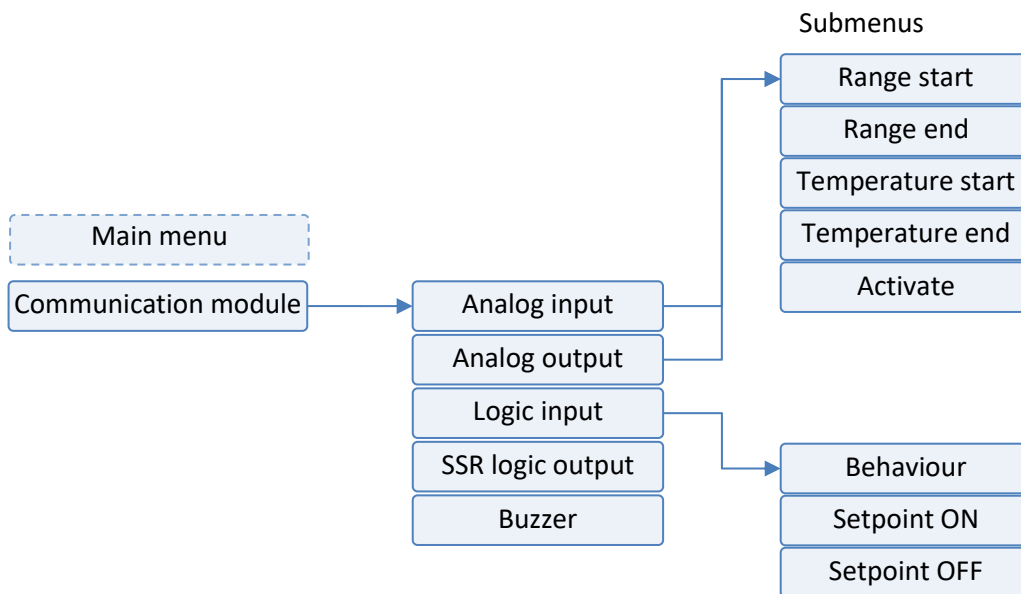 Submenus
Range start
Range end
Temperature start
Temperature end
Activate
Main menu
Communication module
Analog input
Analog output
Logic input
SSR logic output
Buzzer
Behaviour
Setpoint ON
Setpoint OFF